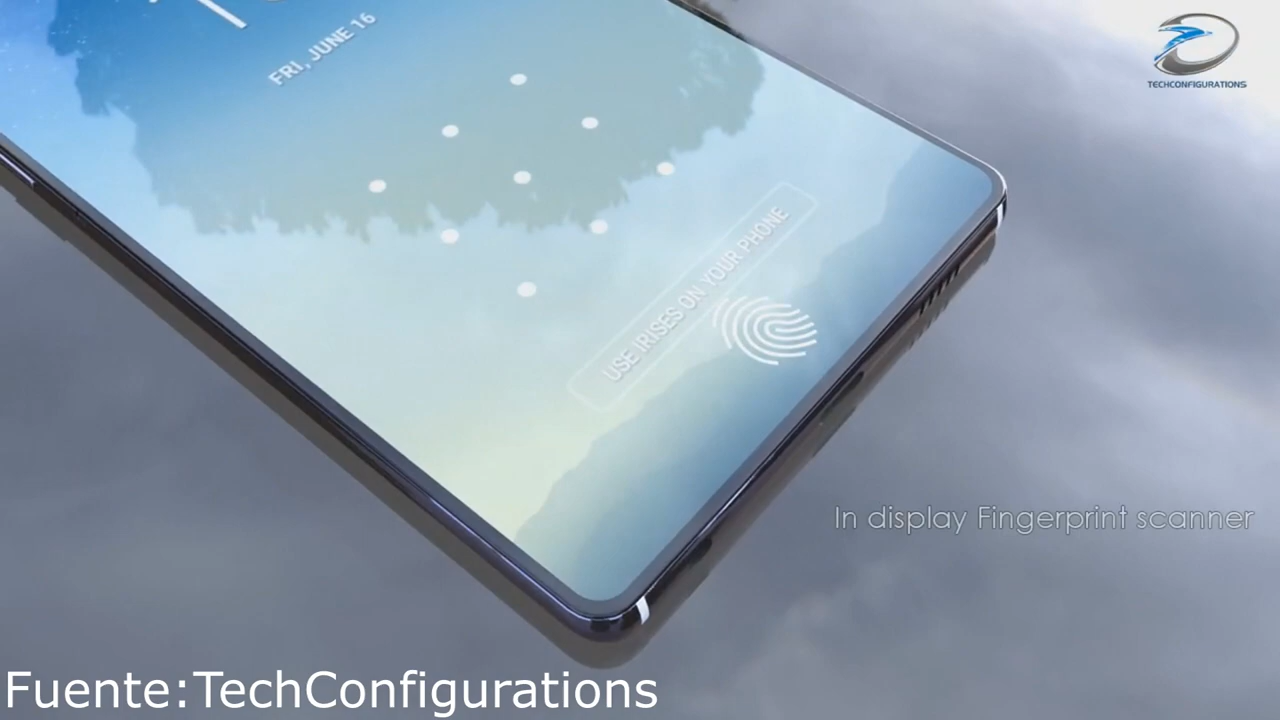 FRI, JUNE 16
TECHCONFIGURATIONS
USE IRISES ON YOUR PHONE
In display Fingerprint scanner
Fuente:TechConfigurations